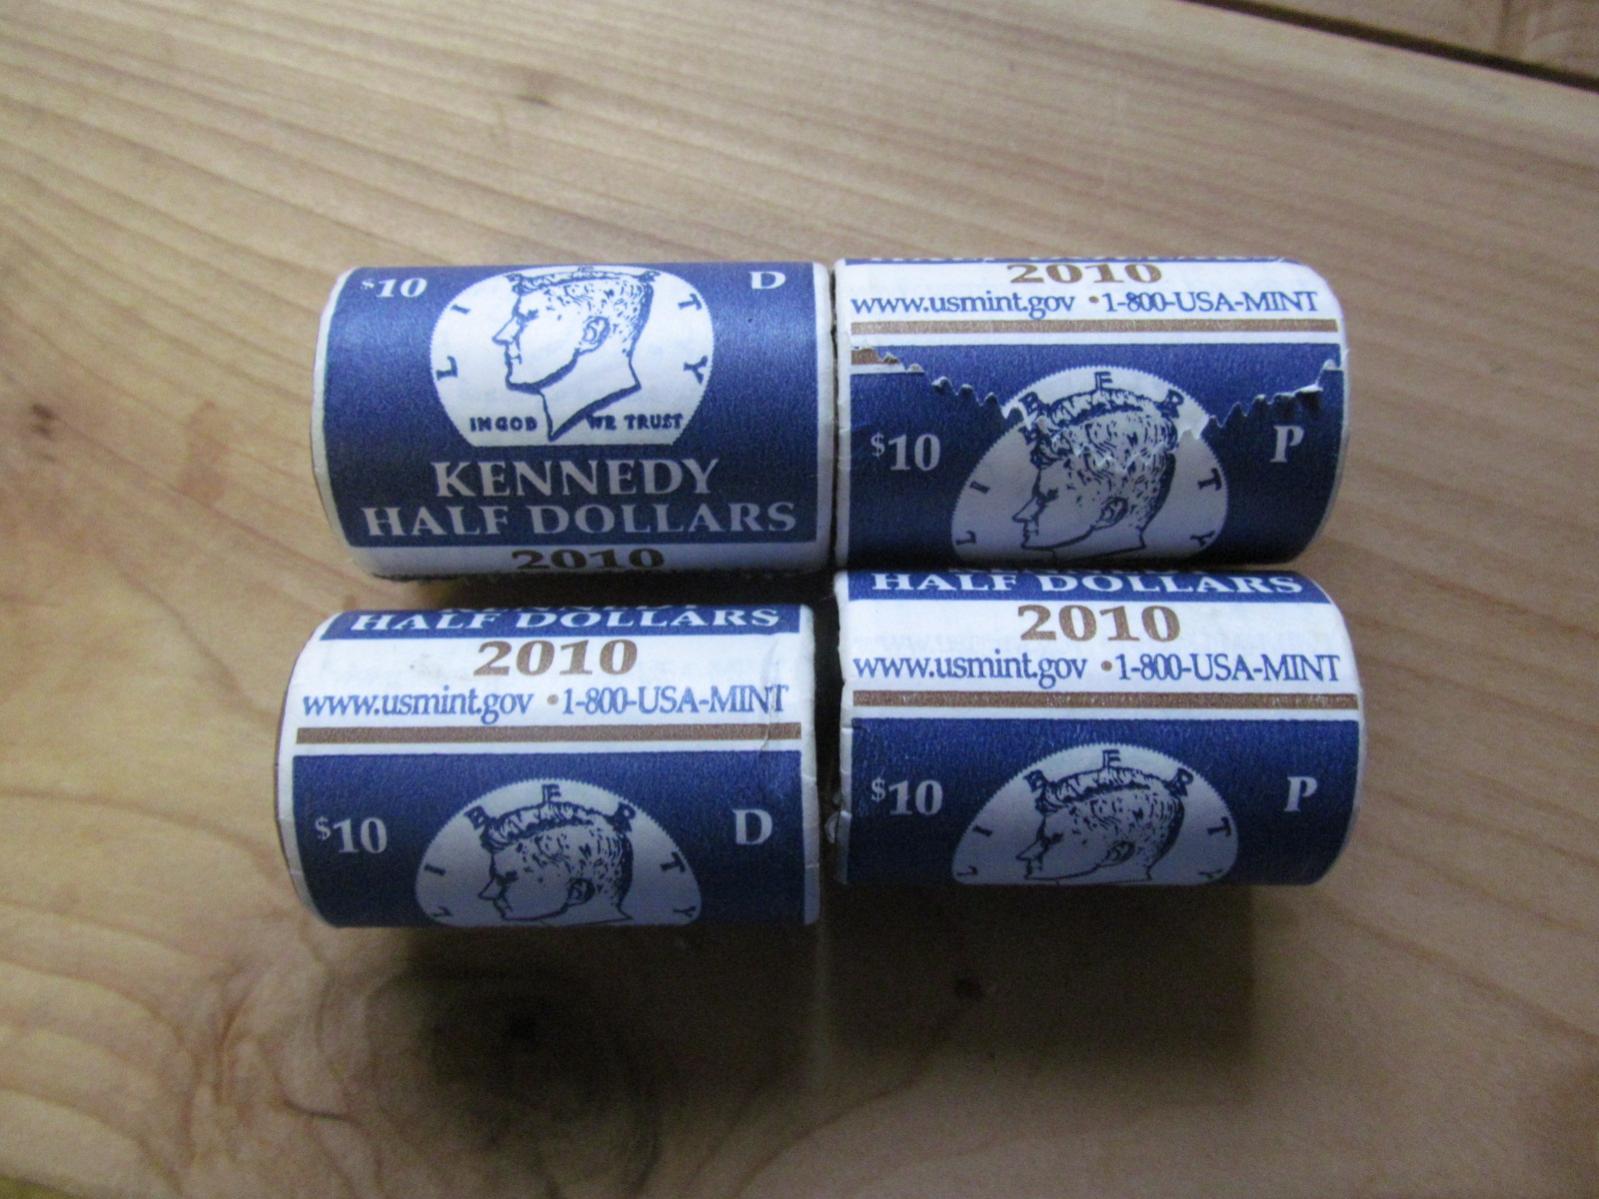 $10 D
L I B E R T Y
IN GOD WE TRUST
KENNEDY
HALF DOLLARS
2010
2010
www.usmint.gov • 1-800-USA-MINT
$10 P
L I B E R T Y
HALF DOLLARS
2010
www.usmint.gov • 1-800-USA-MINT
$10 D
L I B E R T Y
HALF DOLLARS
2010
www.usmint.gov • 1-800-USA-MINT
$10 P
L I B E R T